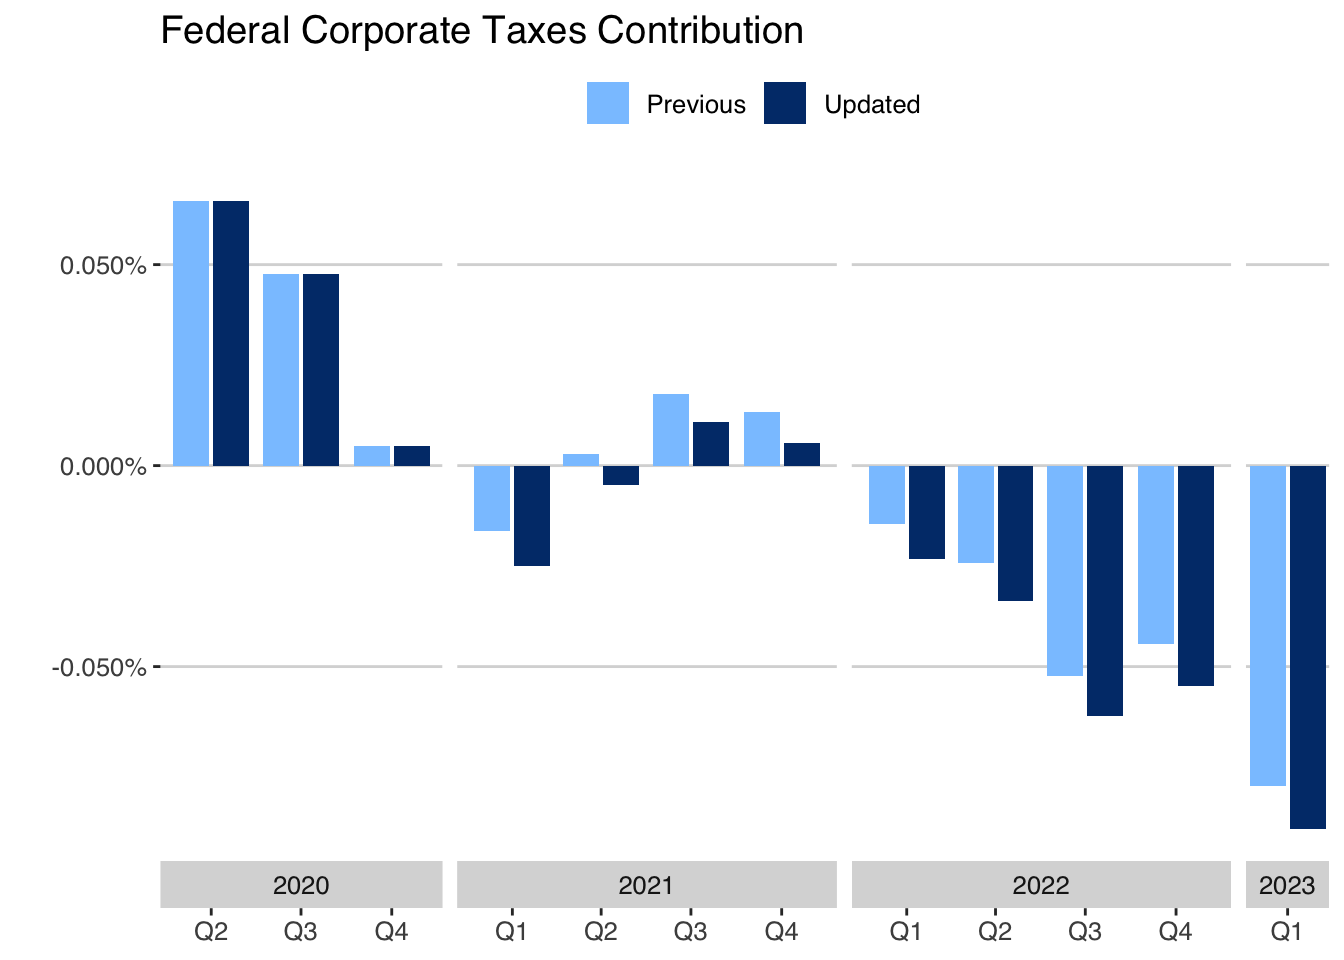 Federal Corporate Taxes Contribution
Previous Updated
0.050%
0.000%
-0.050%
2020 2021 2022 2023
Q2 Q3 Q4 Q1 Q2 Q3 Q4 Q1 Q2 Q3 Q4 Q1